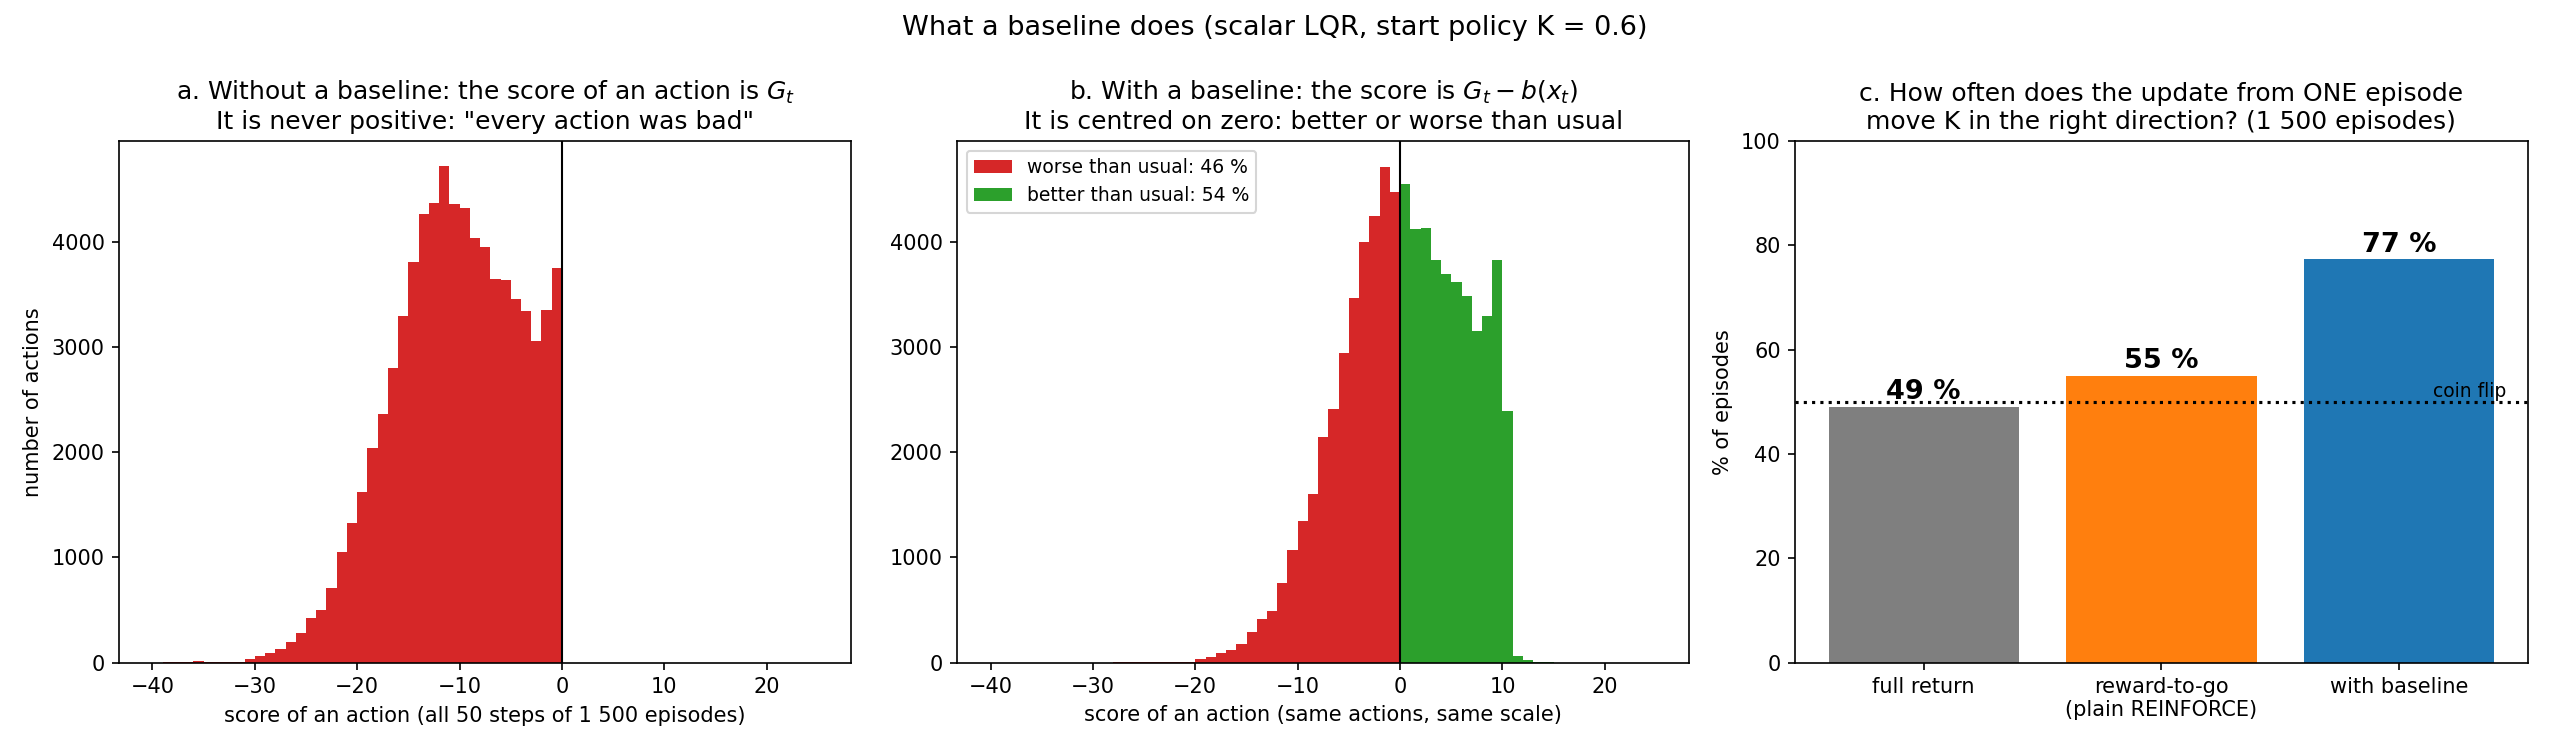 What a baseline does (scalar LQR, start policy K = 0.6)
a. Without a baseline: the score of an action is $G_t$
It is never positive: "every action was bad"
number of actions
4000
3000
2000
1000
0
−40
−30
−20
−10
0
10
20
score of an action (all 50 steps of 1 500 episodes)
b. With a baseline: the score is $G_t - b(x_t)$
It is centred on zero: better or worse than usual
worse than usual: 46 %
better than usual: 54 %
4000
3000
2000
1000
0
−40
−30
−20
−10
0
10
20
score of an action (same actions, same scale)
c. How often does the update from ONE episode
move K in the right direction? (1 500 episodes)
% of episodes
100
80
60
40
20
0
49 %
55 %
77 %
coin flip
full return
reward-to-go
(plain REINFORCE)
with baseline